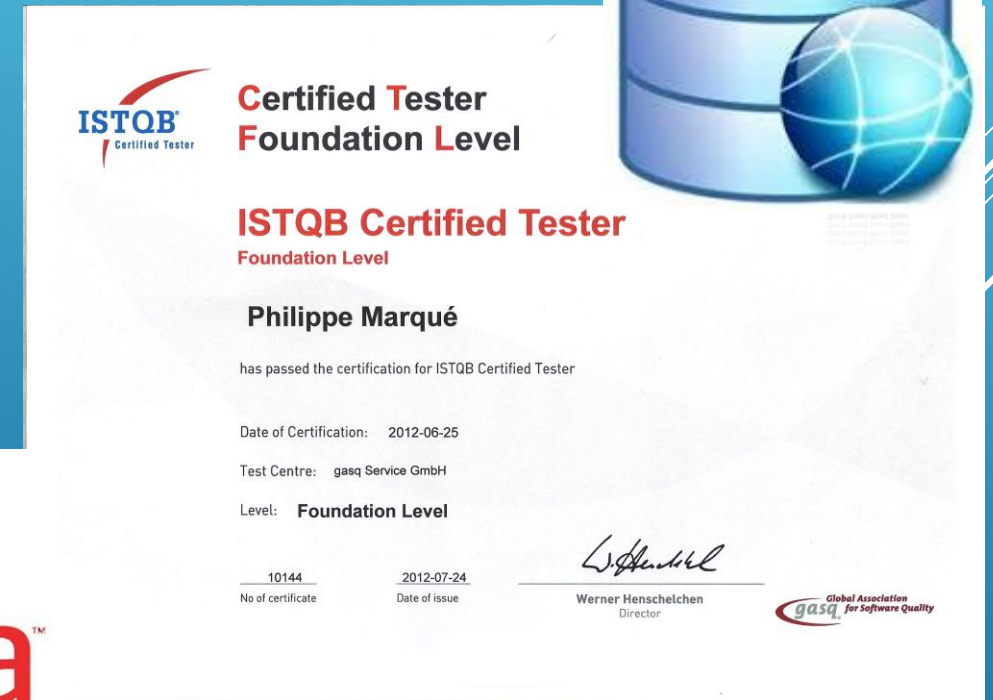 ISTQB®
Certified Tester
Certified Tester
Foundation Level
ISTQB Certified Tester
Foundation Level
Philippe Marqué
has passed the certification for ISTQB Certified Tester
Date of Certification: 2012-06-25
Test Centre: gasq Service GmbH
Level: Foundation Level
10144
No of certificate
2012-07-24
Date of issue
Werner Henschelchen
Director
gasq
Global Association
for Software Quality
TM